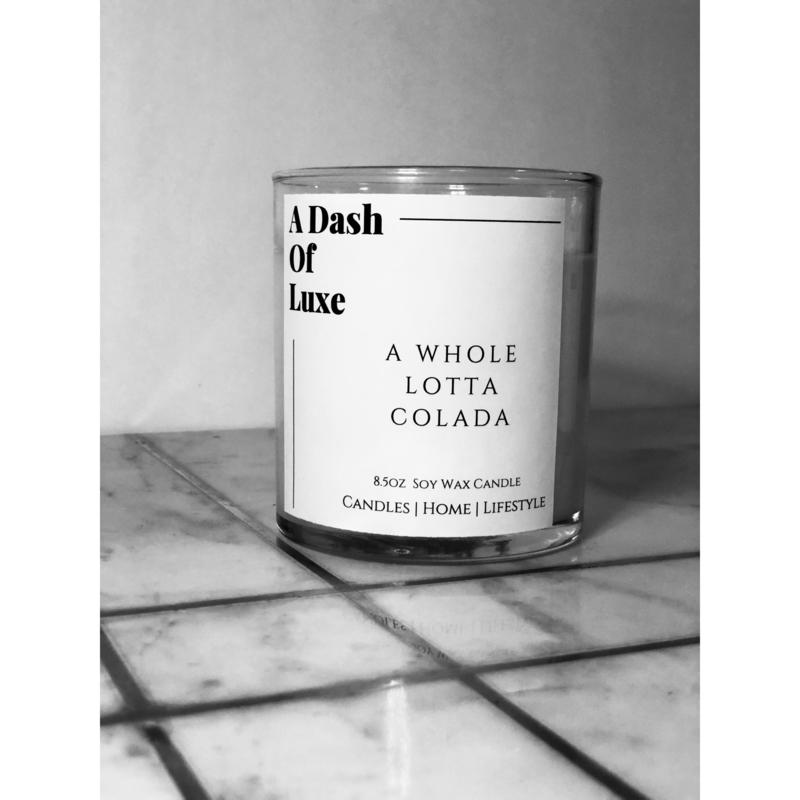 A Dash
Of
Luxe
A WHOLE
LOTTA
COLADA
8.5oz Soy Wax Candle
Candles | Home | Lifestyle